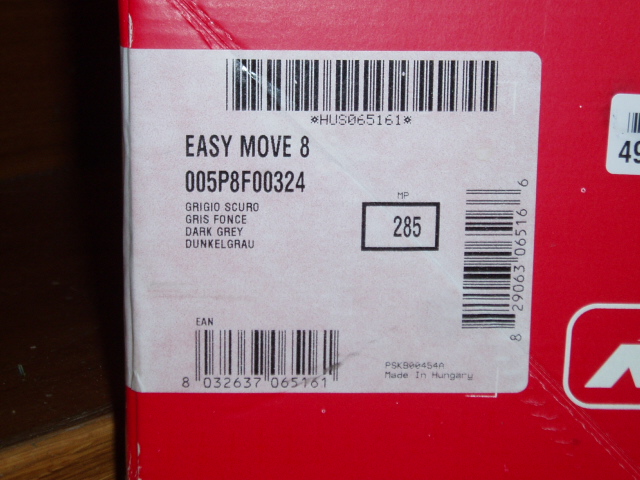 *HUS065161*
EASY MOVE 8
005P8F00324
GRIGIO SCURO
GRIS FONCE
DARK GREY
DUNKELGRAU
MP
285
8 29063 06516 6
EAN
8 032637 065161
PSKB00454A
Made In Hungary
49